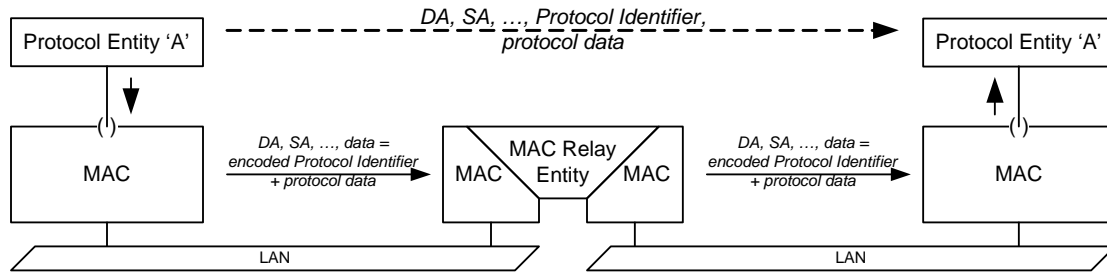 DA, SA, …, Protocol Identifier,
protocol data
Protocol Entity ‘A’
Protocol Entity ‘A’
( )
( )
DA, SA, …, data =
encoded Protocol Identifier
+ protocol data
DA, SA, …, data =
encoded Protocol Identifier
+ protocol data
MAC
MAC
MAC Relay
Entity
MAC
MAC
LAN
LAN